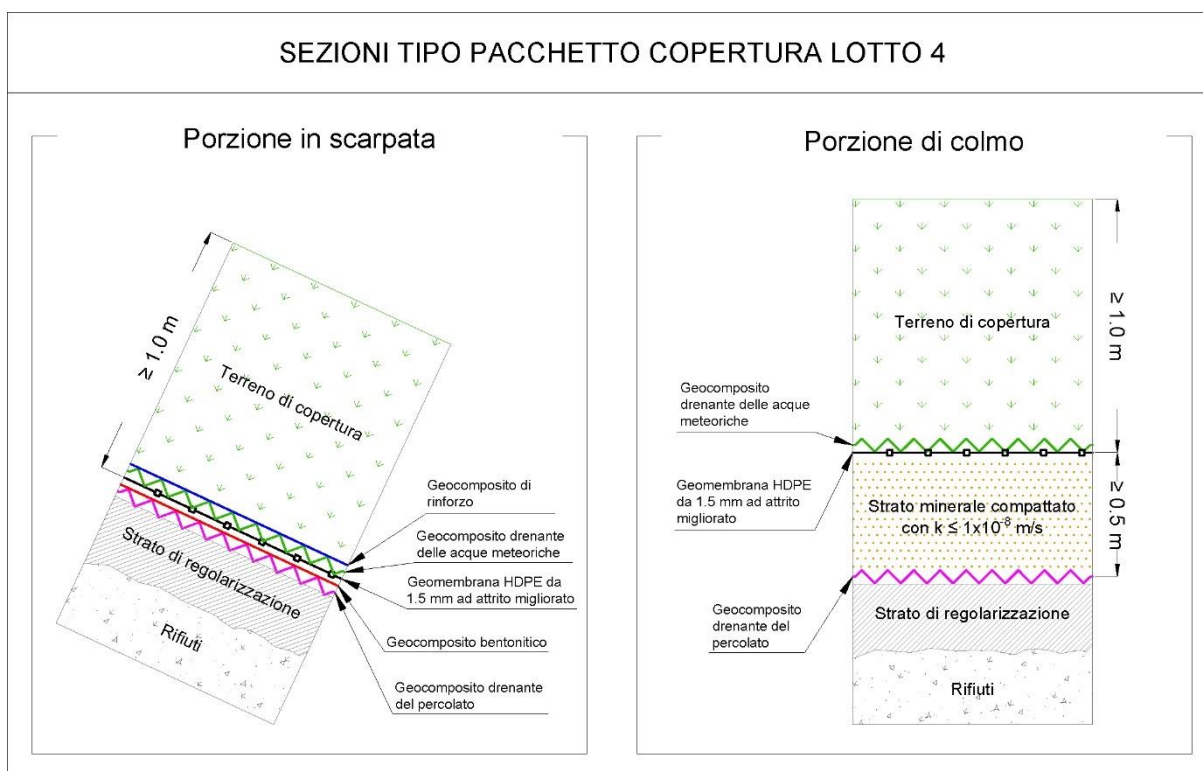 SEZIONI TIPO PACCHETTO COPERTURA LOTTO 4
Porzione in scarpata
≥ 1.0 m
Terreno di copertura
Geocomposito di
rinforzo
Geocomposito drenante
delle acque meteoriche
Geomembrana HDPE da
1.5 mm ad attrito
migliorato
Geocomposito bentonitico
Geocomposito drenante
del percolato
Strato di regolarizzazione
Rifiuti
Porzione di colmo
Terreno di copertura
≥ 1.0 m
Geocomposito
drenante delle acque
meteoriche
Geomembrana HDPE
da 1.5 mm ad attrito
migliorato
Strato minerale compattato
con k ≤ 1x10⁻⁸ m/s
≥ 0.5 m
Geocomposito
drenante del
percolato
Strato di regolarizzazione
Rifiuti